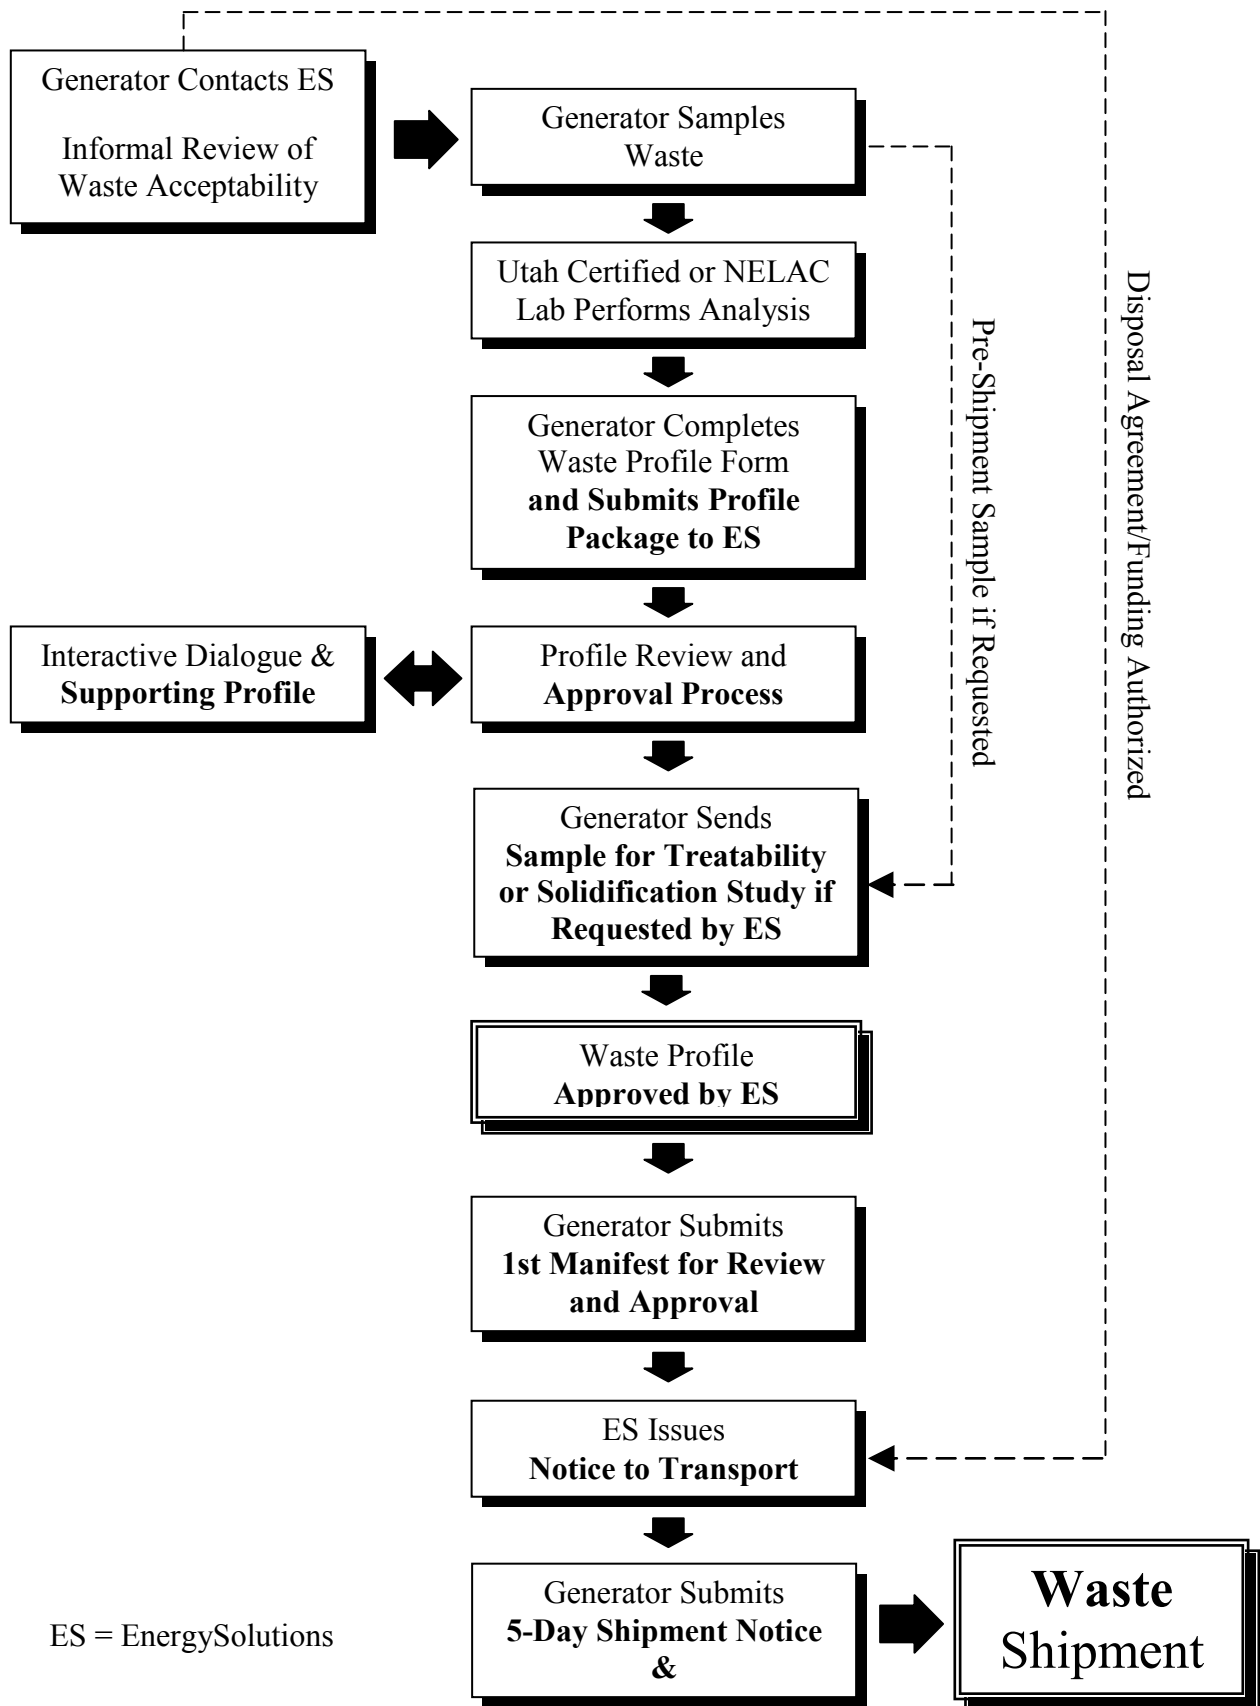 Generator Contacts ES
Informal Review of
Waste Acceptability
Generator Samples
Waste
Utah Certified or NELAC
Lab Performs Analysis
Generator Completes
Waste Profile Form
and Submits Profile
Package to ES
Interactive Dialogue &
Supporting Profile
Profile Review and
Approval Process
Generator Sends
Sample for Treatability
or Solidification Study if
Requested by ES
Pre-Shipment Sample if Requested
Disposal Agreement/Funding Authorized
Waste Profile
Approved by ES
Generator Submits
1st Manifest for Review
and Approval
ES Issues
Notice to Transport
Generator Submits
5-Day Shipment Notice
&
Waste
Shipment
ES = EnergySolutions